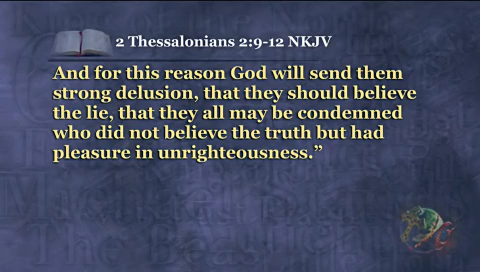 2 Thessalonians 2:9-12 NKJV
And for this reason God will send them
strong delusion, that they should believe
the lie, that they all may be condemned
who did not believe the truth but had
pleasure in unrighteousness.”